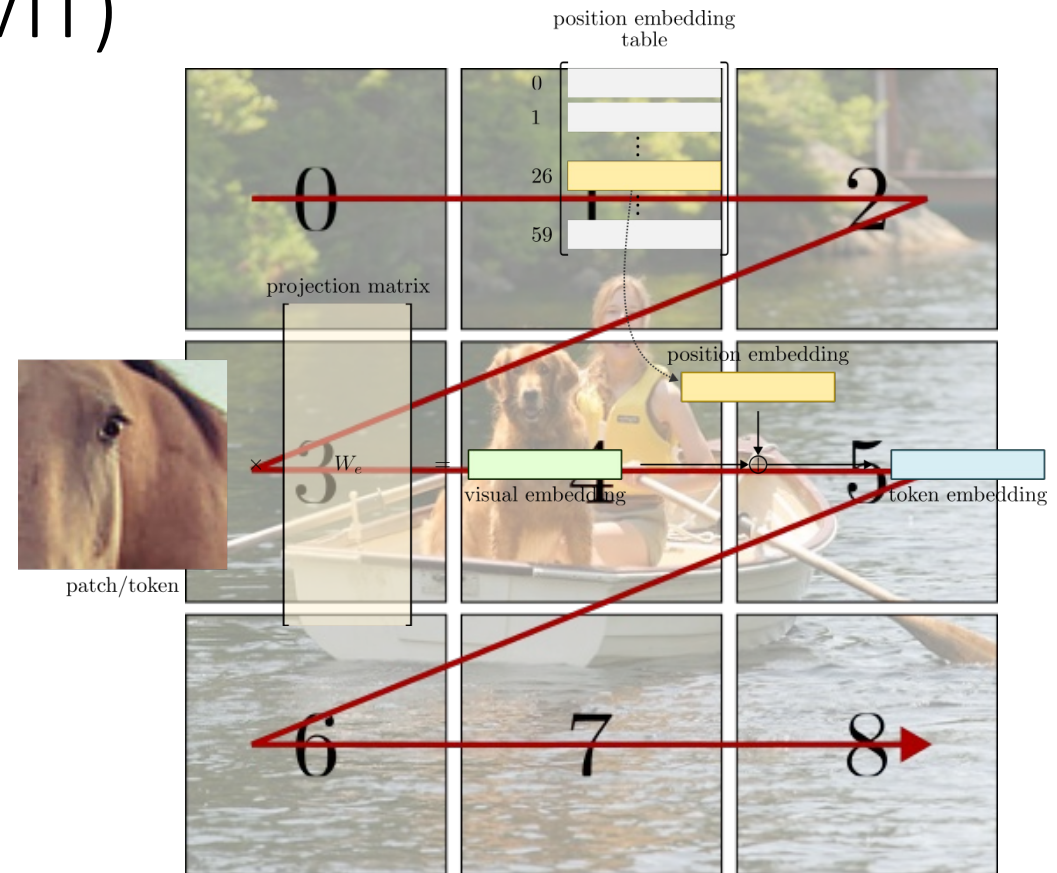 ViT)
position embedding
table
0
1
26
59
0
1
2
projection matrix
position embedding
×
3
W_e
=
4
5
visual embedding
token embedding
patch/token
6
7
8